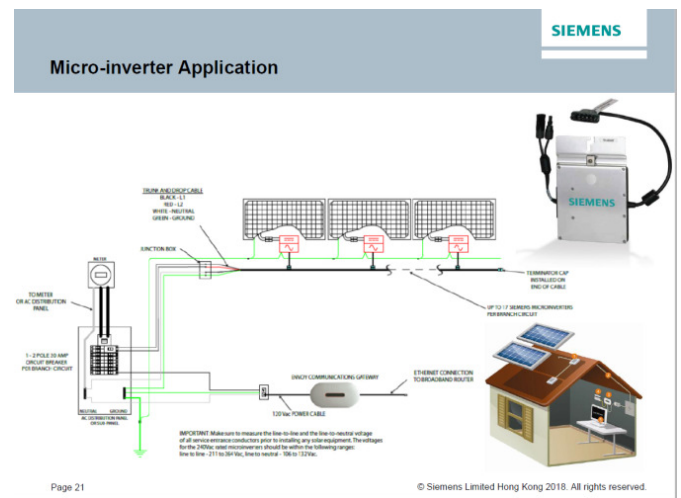 SIEMENS
Micro-inverter Application
SIEMENS
TRUNK AND DROP CABLE
BLACK - L1
RED - L2
WHITE - NEUTRAL
GREEN - GROUND
JUNCTION BOX
METER
TO METER
OR AC DISTRIBUTION
PANEL
TERMINATOR CAP
INSTALLED ON
END OF CABLE
UP TO 17 SIEMENS MICROINVERTERS
PER BRANCH CIRCUIT
1 - 2 POLE 20 AMP
CIRCUIT BREAKER
PER BRANCH CIRCUIT
ENVOY COMMUNICATIONS GATEWAY
ETHERNET CONNECTION
TO BROADBAND ROUTER
NEUTRAL
GROUND
AC DISTRIBUTION PANEL
OR SUB-PANEL
120 Vac POWER CABLE
IMPORTANT: Make sure to measure the line-to-line and the line-to-neutral voltage
of all service entrance conductors prior to installing any solar equipment. The voltages
for the 240Vac rated microinverters should be within the following ranges:
line to line - 211 to 264 Vac, line to neutral - 106 to 132Vac.
Page 21
© Siemens Limited Hong Kong 2018. All rights reserved.